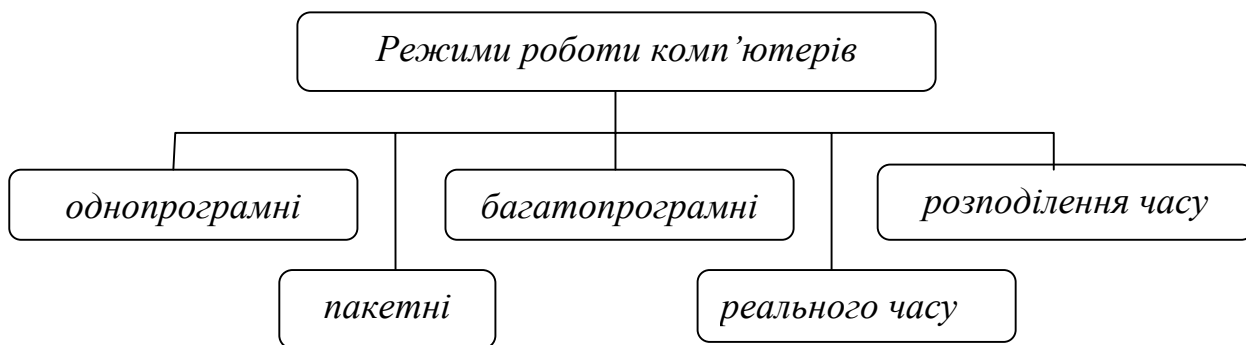 Режими роботи комп’ютерів
однопрограмні
багатопрограмні
розподілення часу
пакетні
реального часу